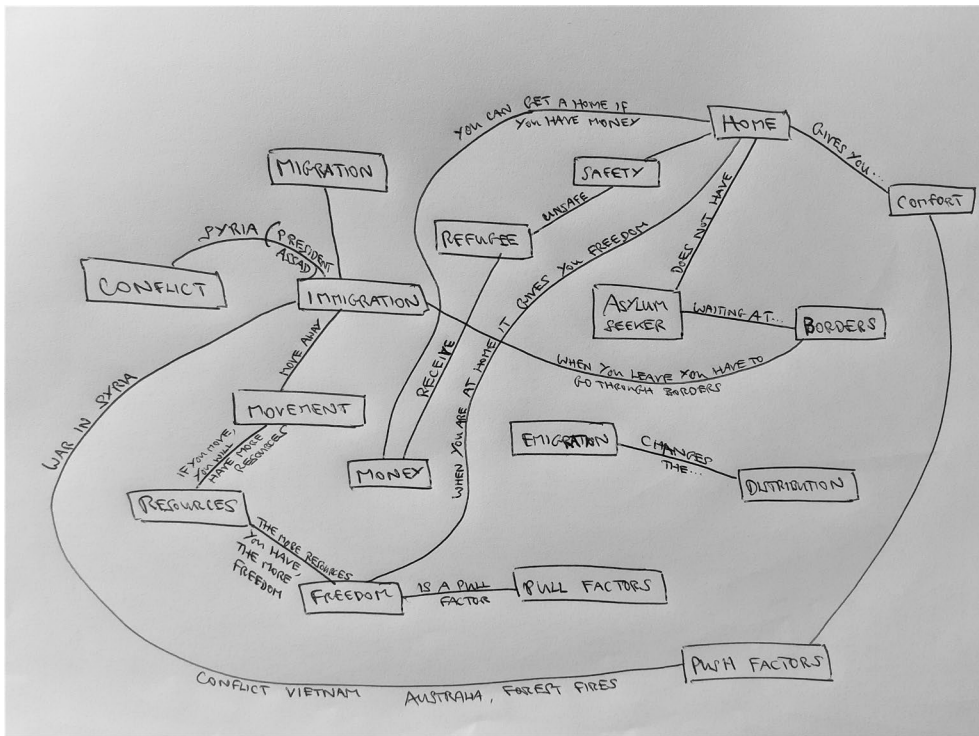 YOU CAN GET A HOME IF
YOU HAVE MONEY
HOME
GIVES YOU...
COMFORT
MIGRATION
SAFETY
UNSAFE
REFUGEE
DOES NOT HAVE
SYRIA (PRESIDENT
ASSAD)
CONFLICT
IMMIGRATION
ASYLUM
SEEKER
WAITING AT...
BORDERS
WHEN YOU LEAVE YOU HAVE TO
GO THROUGH BORDERS
MOVE AWAY
RECEIVE
WHEN YOU ARE AT HOME IT GIVES YOU FREEDOM
WAR IN SYRIA
MOVEMENT
IF YOU MOVE,
YOU WILL
HAVE MORE
RESOURCES
MONEY
EMIGRATION
CHANGES
THE...
DISTRIBUTION
RESOURCES
THE MORE RESOURCES
YOU HAVE,
THE MORE
FREEDOM
FREEDOM
IS A PULL
FACTOR
PULL FACTORS
PUSH FACTORS
CONFLICT VIETNAM AUSTRALIA, FOREST FIRES